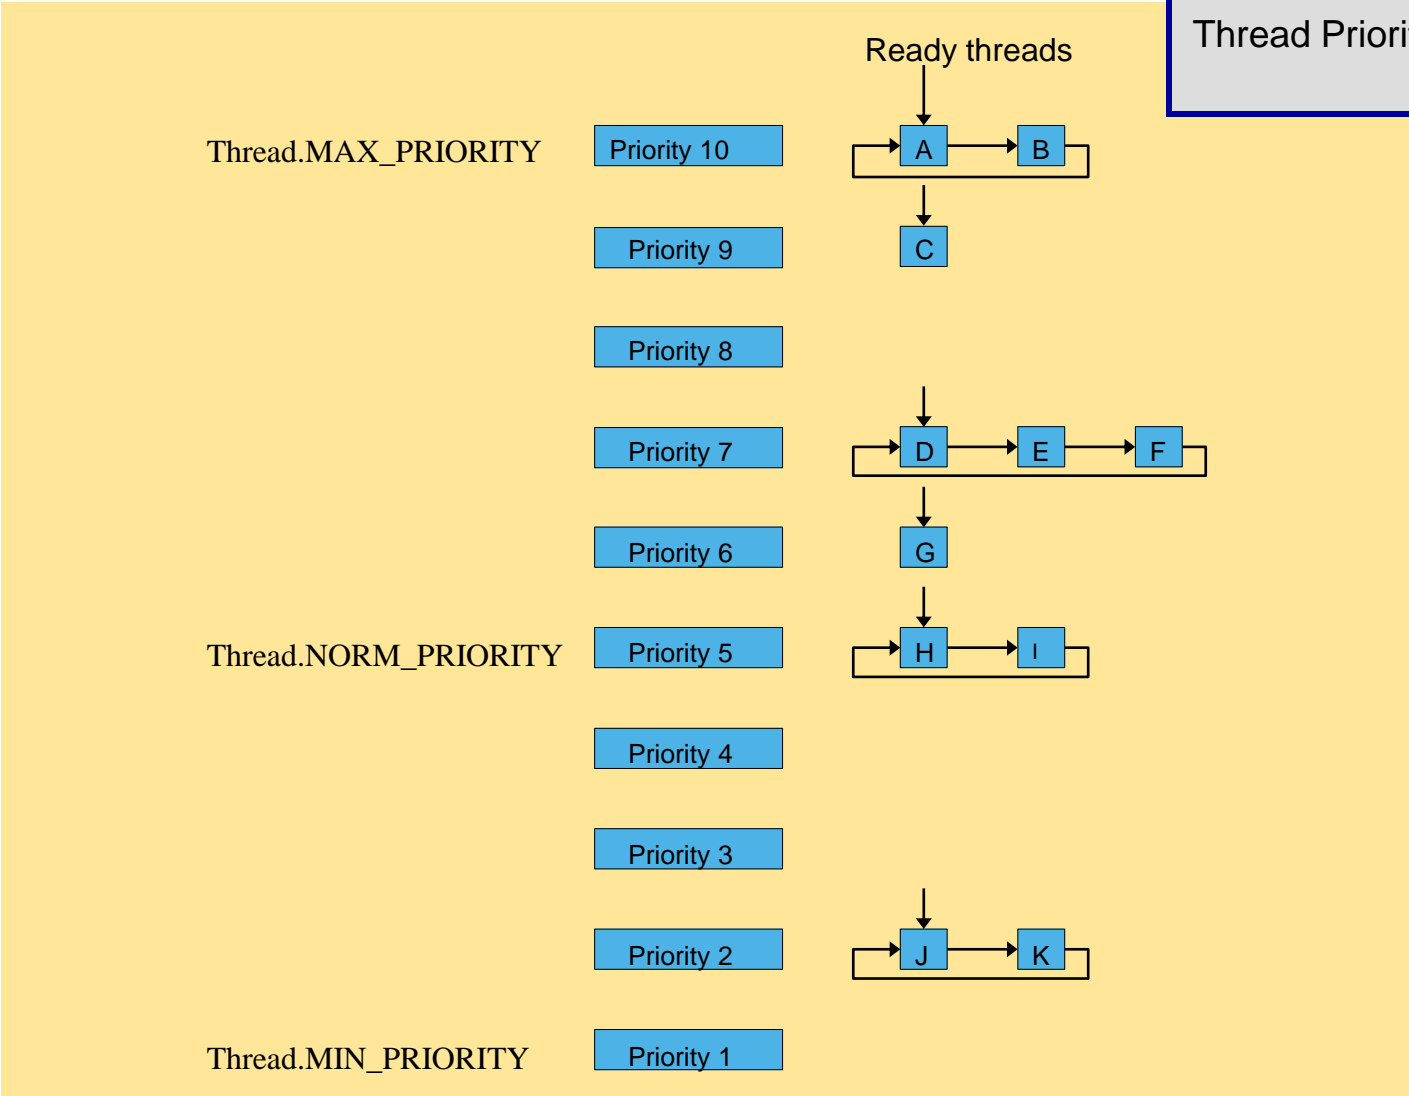 Thread Priori
Ready threads
Thread.MAX_PRIORITY Priority 10 A B
Priority 9 C
Priority 8
Priority 7 D E F
Priority 6 G
Thread.NORM_PRIORITY Priority 5 H I
Priority 4
Priority 3
Priority 2 J K
Thread.MIN_PRIORITY Priority 1